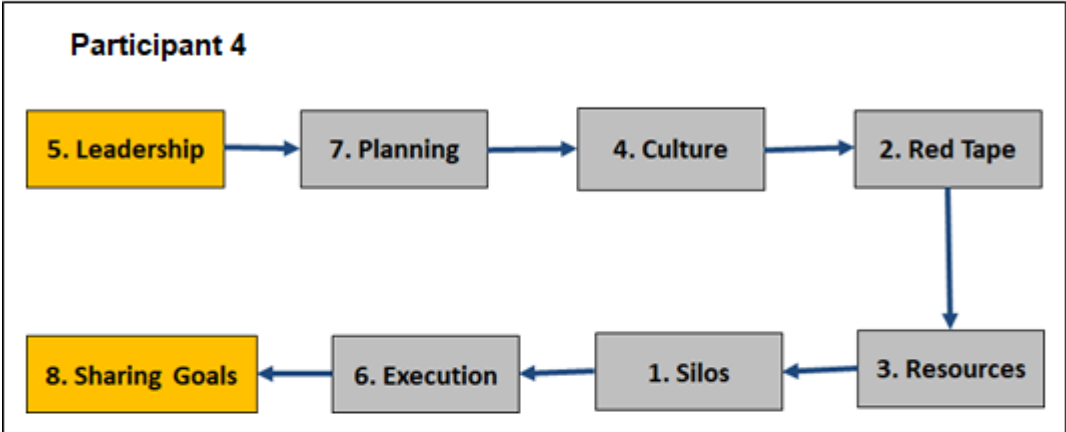 Participant 4
5. Leadership
7. Planning
4. Culture
2. Red Tape
8. Sharing Goals
6. Execution
1. Silos
3. Resources